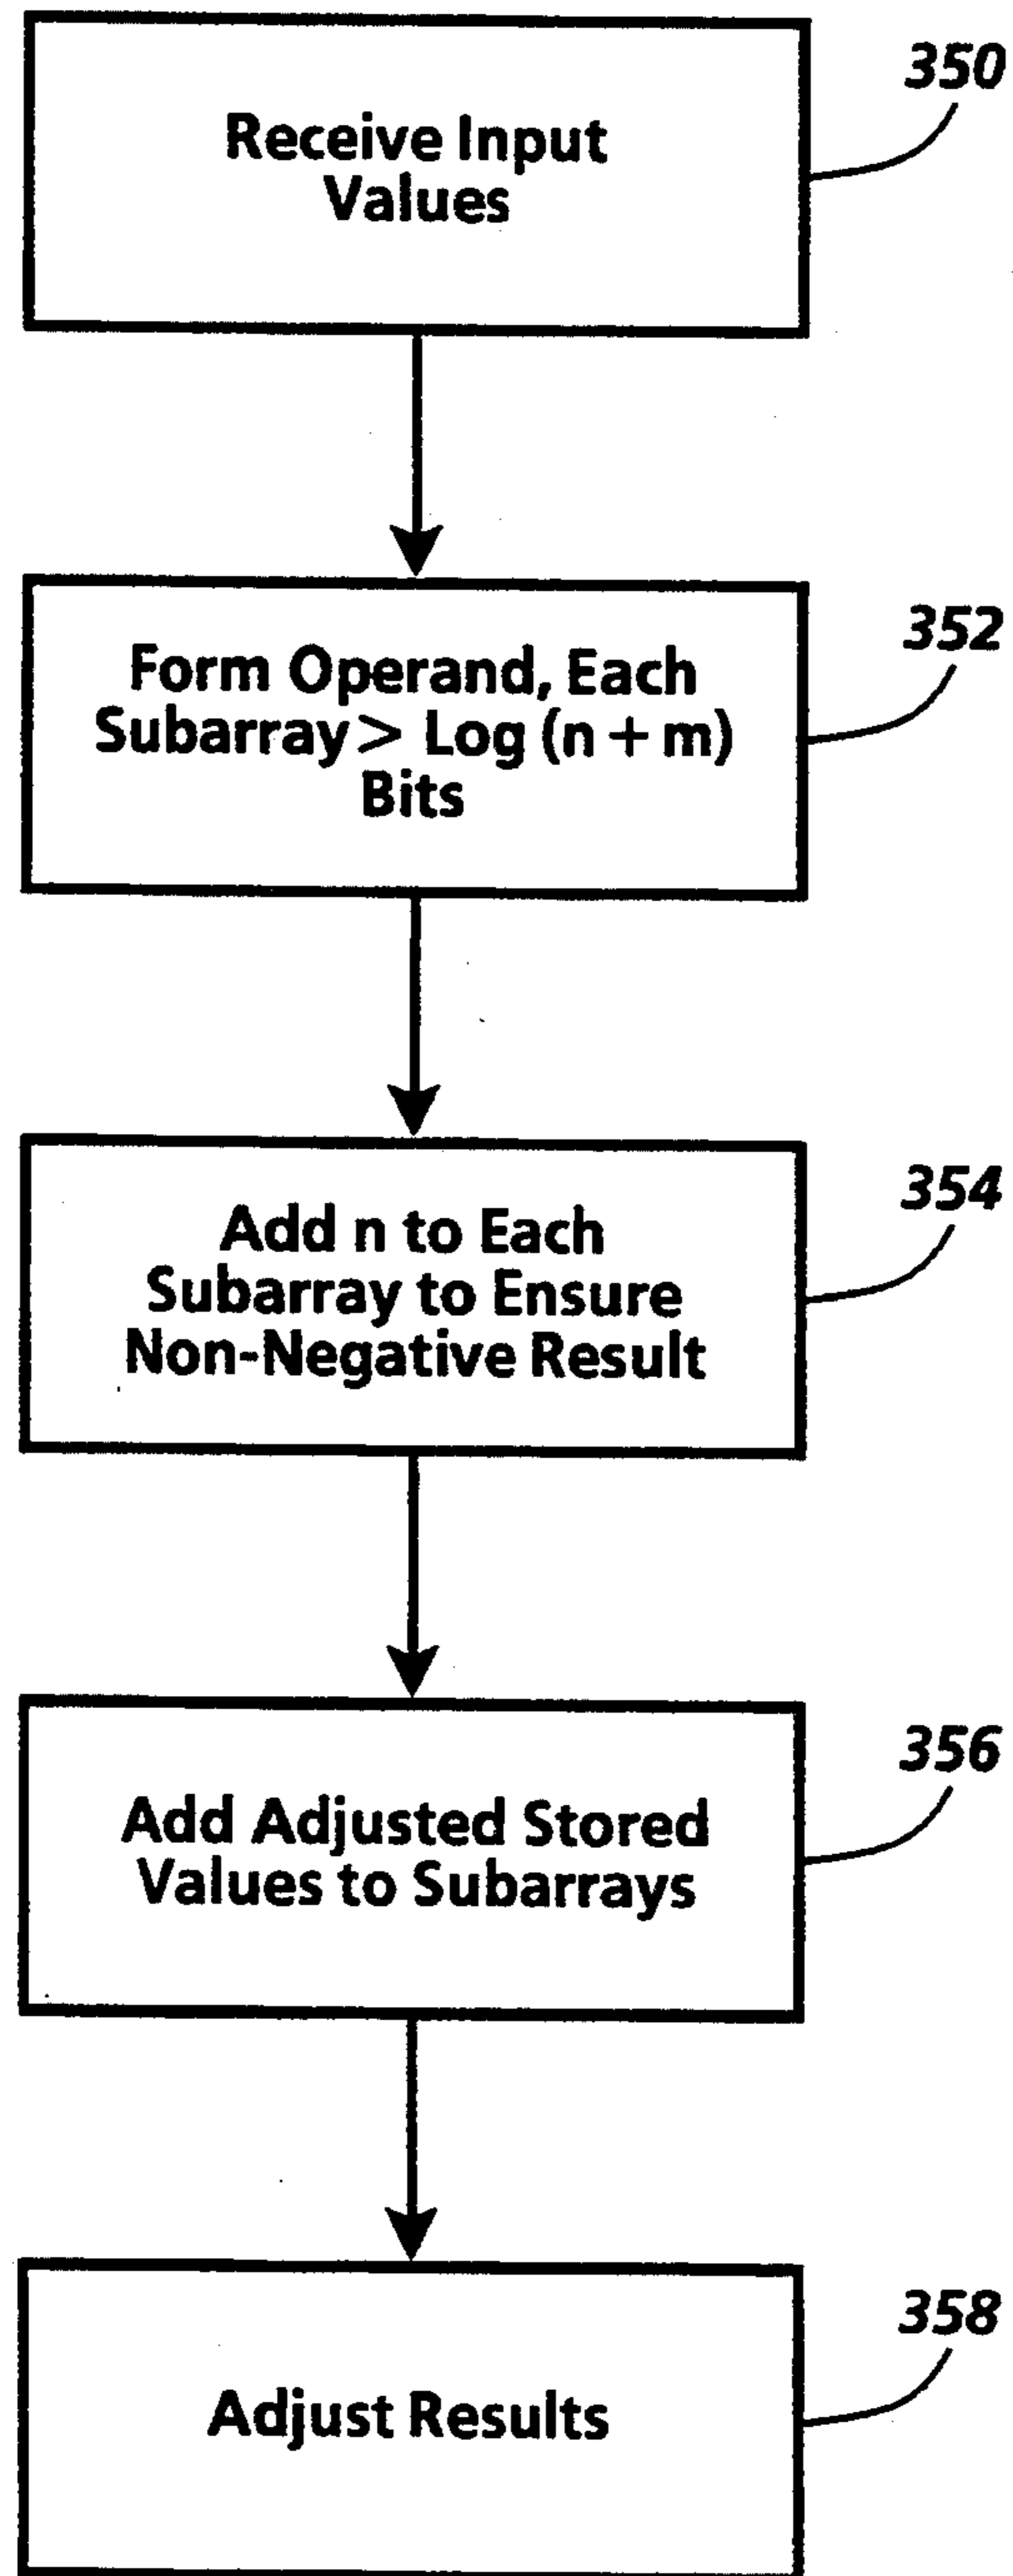 350
Receive Input
Values
352
Form Operand, Each
Subarray > Log (n + m)
Bits
354
Add n to Each
Subarray to Ensure
Non-Negative Result
356
Add Adjusted Stored
Values to Subarrays
358
Adjust Results